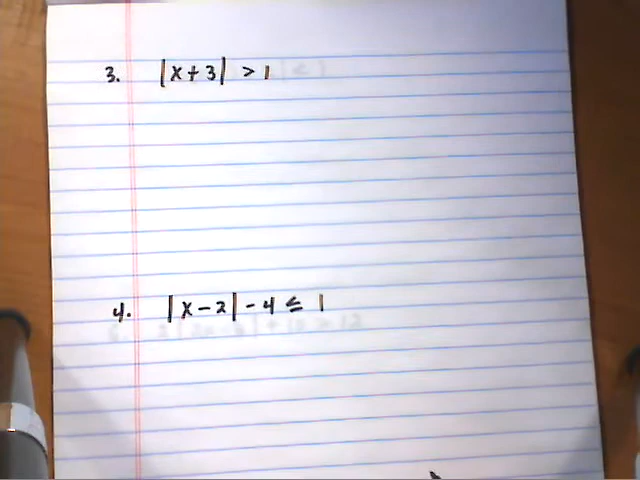 3. |x+3| > 1
4. |x-2| - 4 ≤ 1